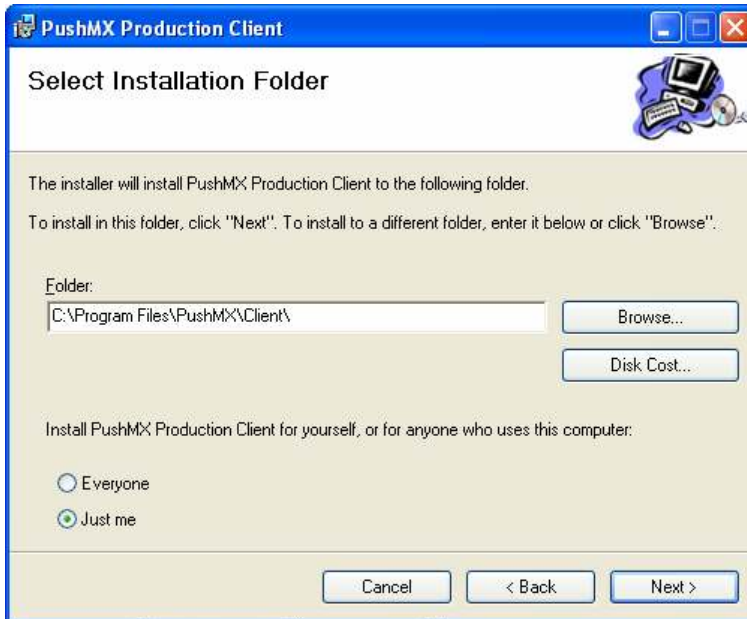 PushMX Production Client
Select Installation Folder
The installer will install PushMX Production Client to the following folder.
To install in this folder, click "Next". To install to a different folder, enter it below or click "Browse".
Folder:
C:\Program Files\PushMX\Client\
Browse...
Disk Cost...
Install PushMX Production Client for yourself, or for anyone who uses this computer:
Everyone
Just me
Cancel
< Back
Next >